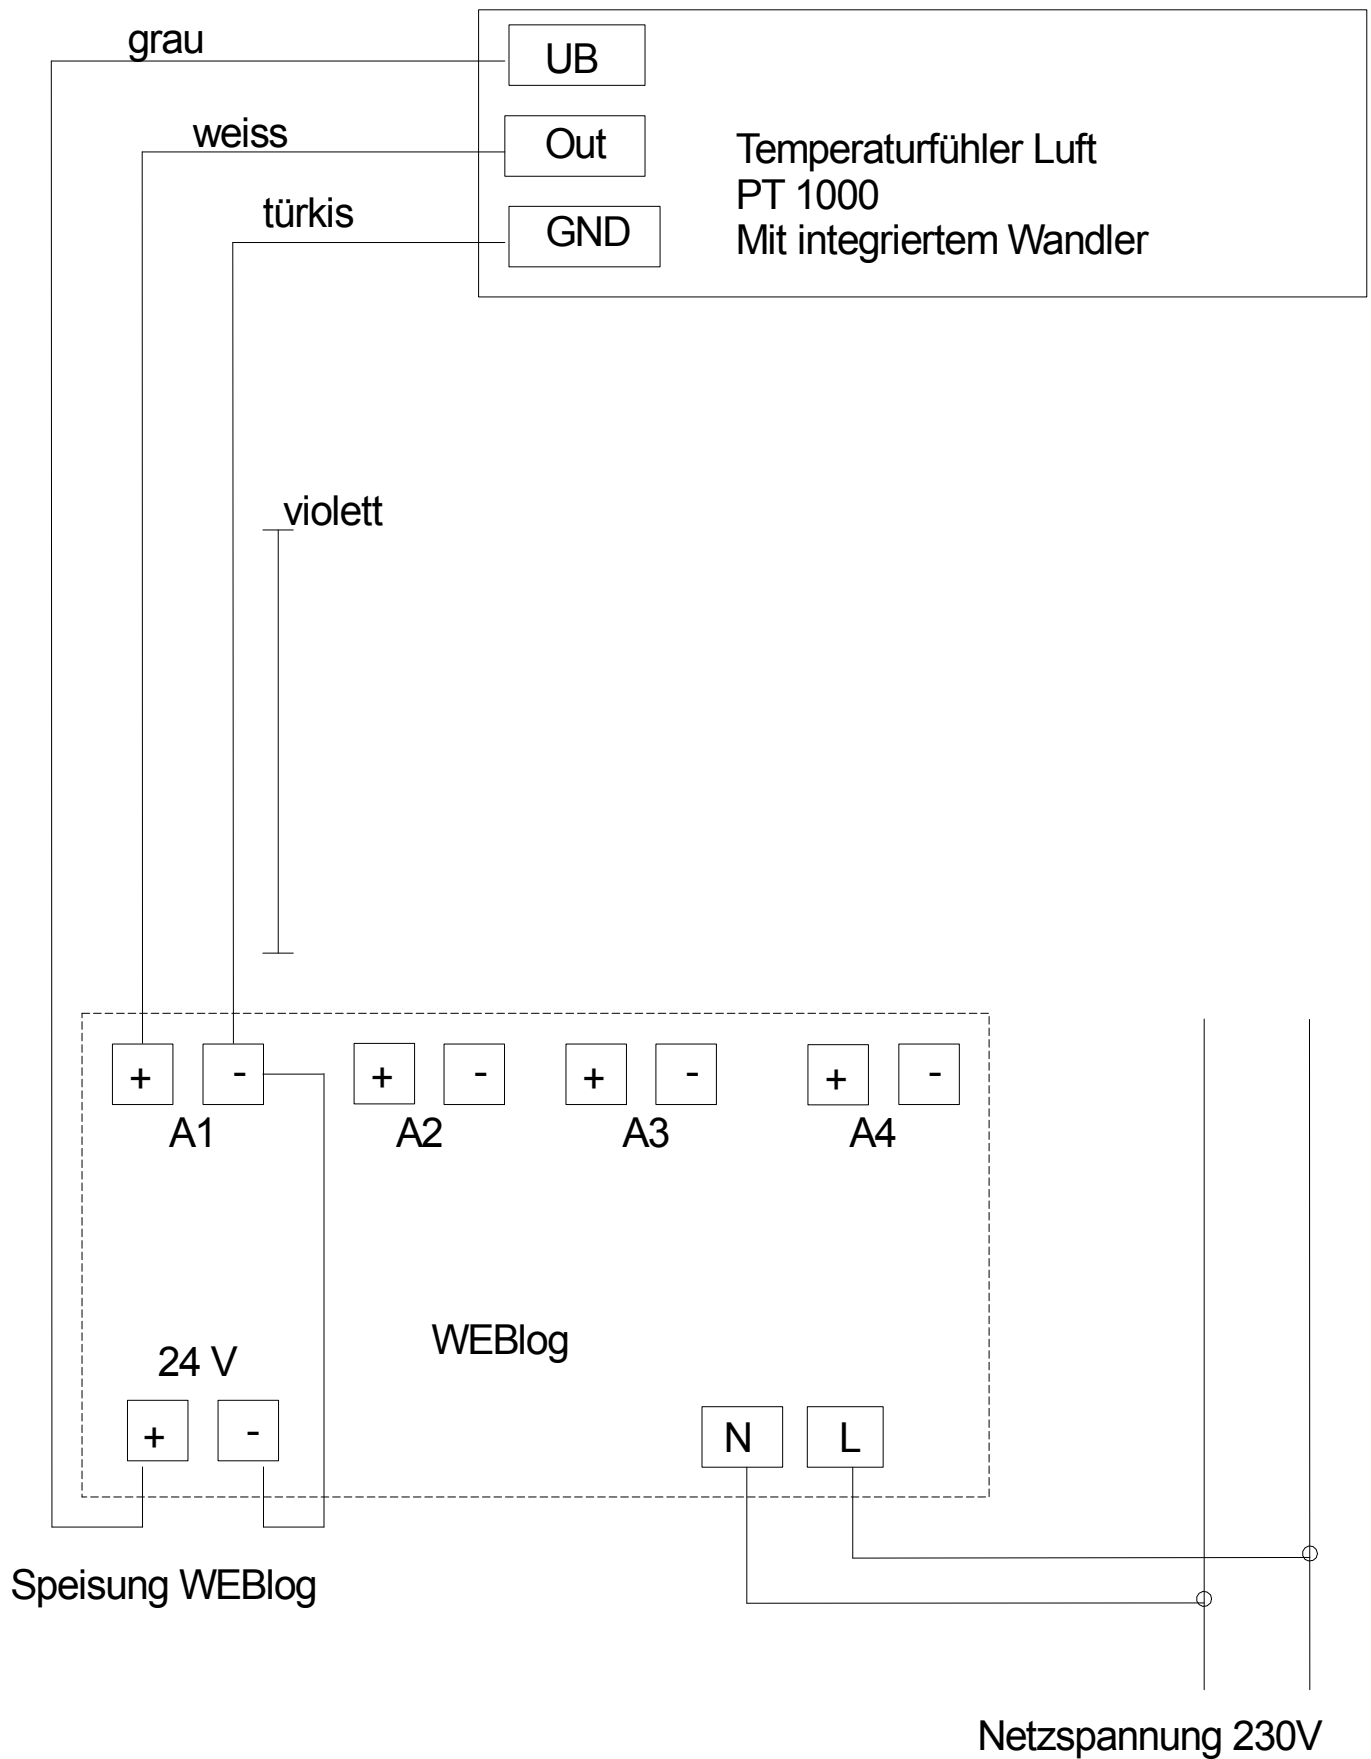 grau
UB
weiss
Out
Temperaturfühler Luft
PT 1000
türkis
GND
Mit integriertem Wandler
violett
+ - + - + - + -
A1 A2 A3 A4
WEBlog
24 V
+ - N L
Speisung WEBlog
Netzspannung 230V